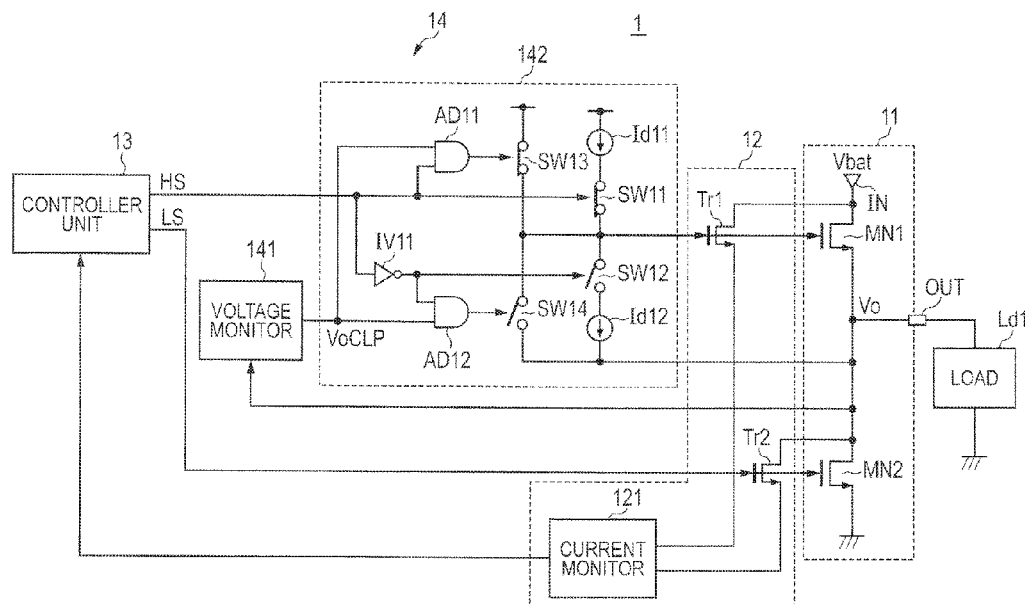 14
1
142
AD11
Id11
11
13
12
Vbat
SW13
HS
IN
CONTROLLER
UNIT
SW11
Tr1
LS
MN1
IV11
141
SW12
OUT
Vo
VOLTAGE
MONITOR
SW14
Ld1
Id12
VoCLP
AD12
LOAD
Tr2
MN2
121
CURRENT
MONITOR